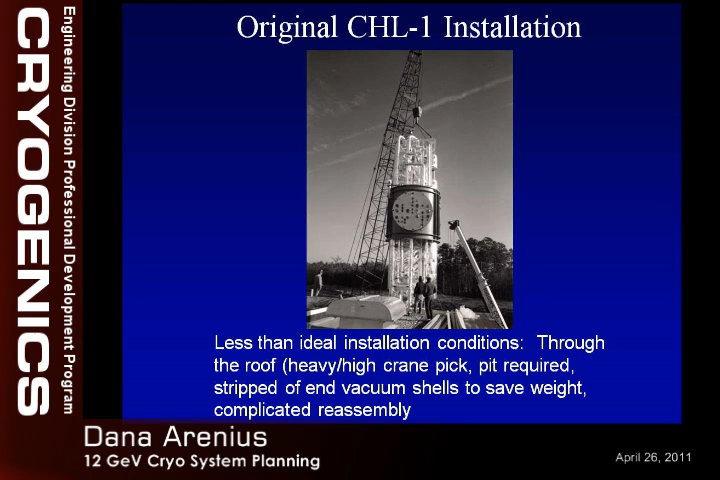 Engineering Division Professional Development Program
CRYOGENICS
Original CHL-1 Installation
Less than ideal installation conditions:  Through
the roof (heavy/high crane pick, pit required,
stripped of end vacuum shells to save weight,
complicated reassembly
Dana Arenius
12 GeV Cryo System Planning
April 26, 2011